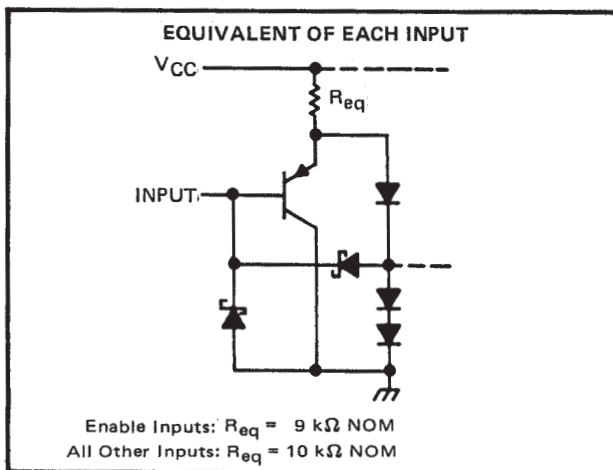 EQUIVALENT OF EACH INPUT
VCC
Req
INPUT
Enable Inputs: Req = 9 kΩ NOM
All Other Inputs: Req = 10 kΩ NOM